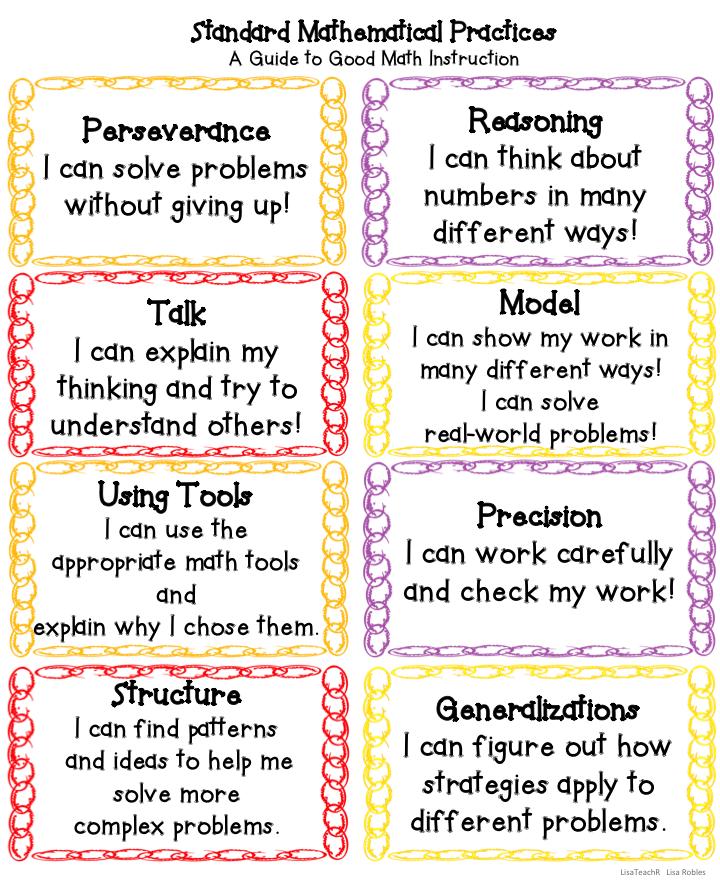 Standard Mathematical Practices
A Guide to Good Math Instruction
Perseverance
I can solve problems
without giving up!
Reasoning
I can think about
numbers in many
different ways!
Talk
I can explain my
thinking and try to
understand others!
Model
I can show my work in
many different ways!
I can solve
real-world problems!
Using Tools
I can use the
appropriate math tools
and
explain why I chose them.
Precision
I can work carefully
and check my work!
Structure
I can find patterns
and ideas to help me
solve more
complex problems.
Generalizations
I can figure out how
strategies apply to
different problems.
LisaTeachR Lisa Robles